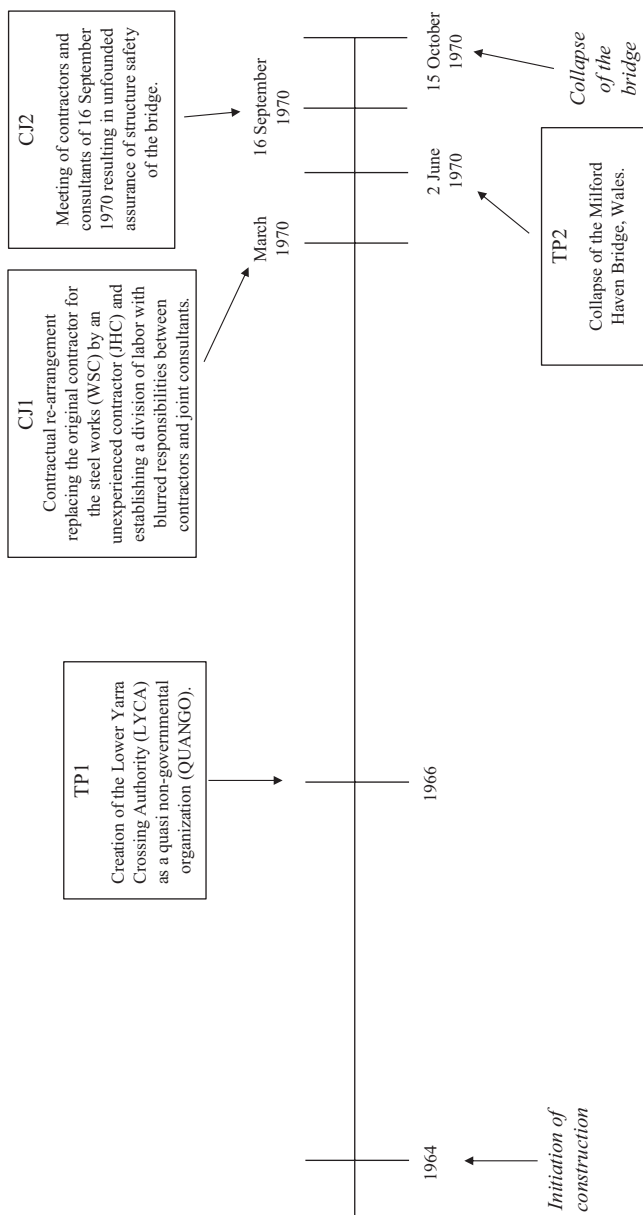 Initiation of
construction
1964
TP1
Creation of the Lower Yarra
Crossing Authority (LYCA)
as a quasi non-governmental
organization (QUANGO).
1966
CJ1
Contractual re-arrangement
replacing the original contractor for
the steel works (WSC) by an
unexperienced contractor (JHC) and
establishing a division of labor with
blurred responsibilities between
contractors and joint consultants.
March
1970
TP2
Collapse of the Milford
Haven Bridge, Wales.
2 June
1970
CJ2
Meeting of contractors and
consultants of 16 September
1970 resulting in unfounded
assurance of structure safety
of the bridge.
16 September
1970
15 October
1970
Collapse
of the
bridge